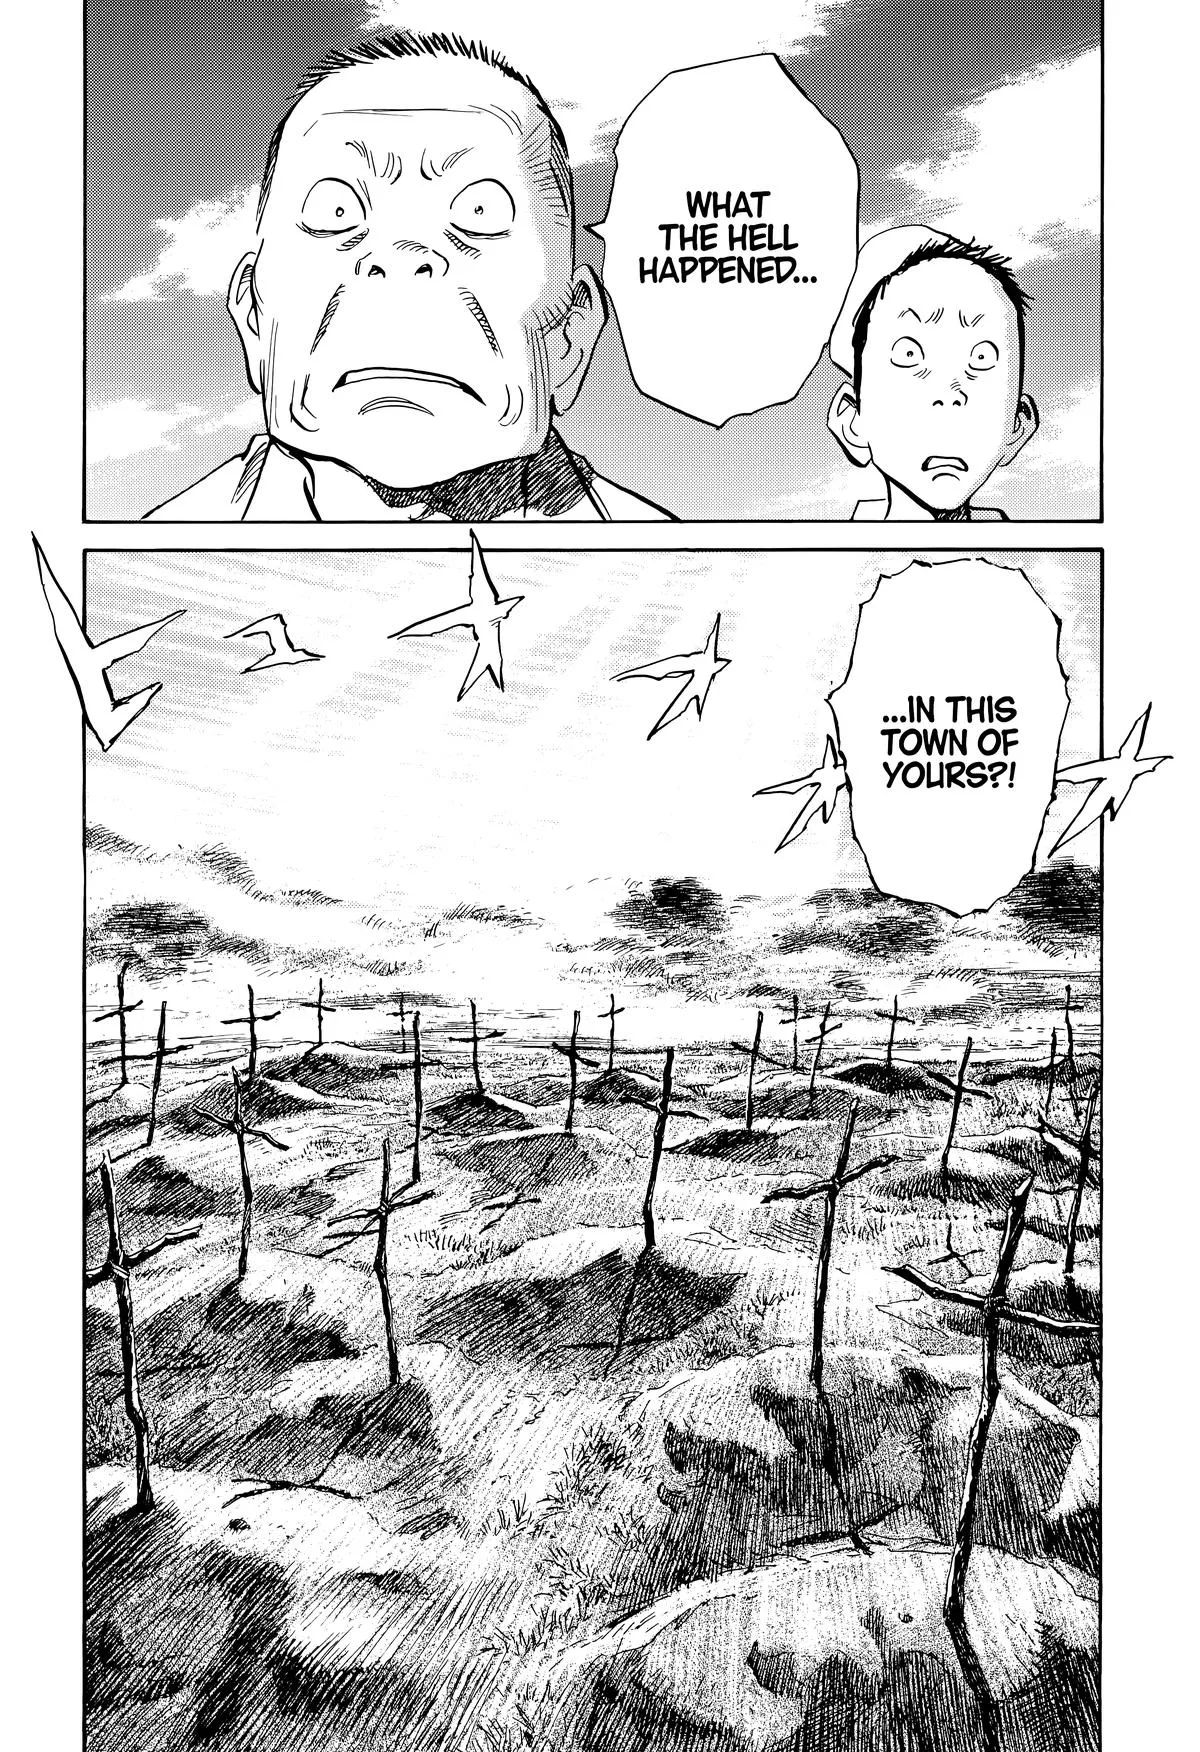 WHAT
THE HELL
HAPPENED...
...IN THIS
TOWN OF
YOURS?!